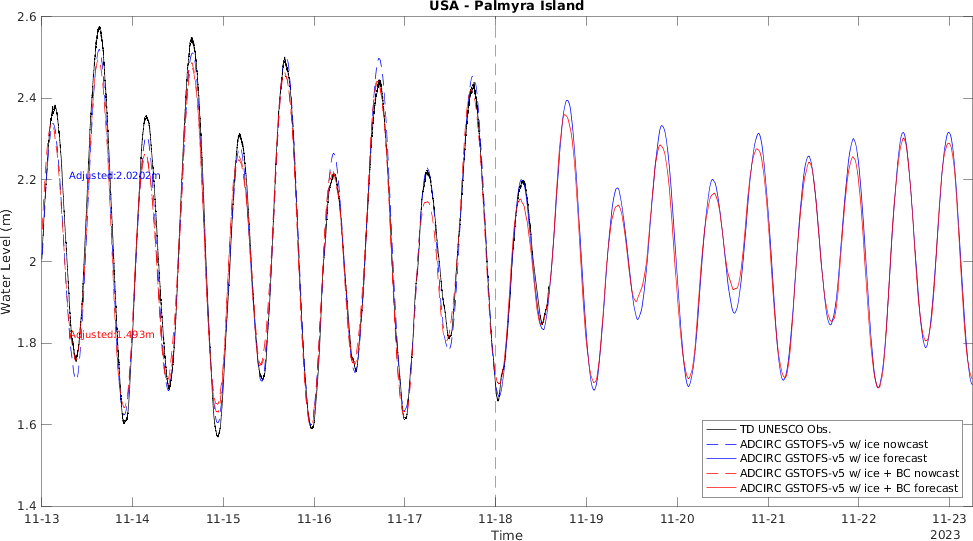 USA - Palmyra Island
2.6
2.4
2.2
2
1.8
1.6
1.4
Water Level (m)
Adjusted:2.0202m
Adjusted:1.493m
TD UNESCO Obs.
ADCIRC GSTOFS-v5 w/ ice nowcast
ADCIRC GSTOFS-v5 w/ ice forecast
ADCIRC GSTOFS-v5 w/ ice + BC nowcast
ADCIRC GSTOFS-v5 w/ ice + BC forecast
11-13 11-14 11-15 11-16 11-17 11-18 11-19 11-20 11-21 11-22 11-23
Time
2023